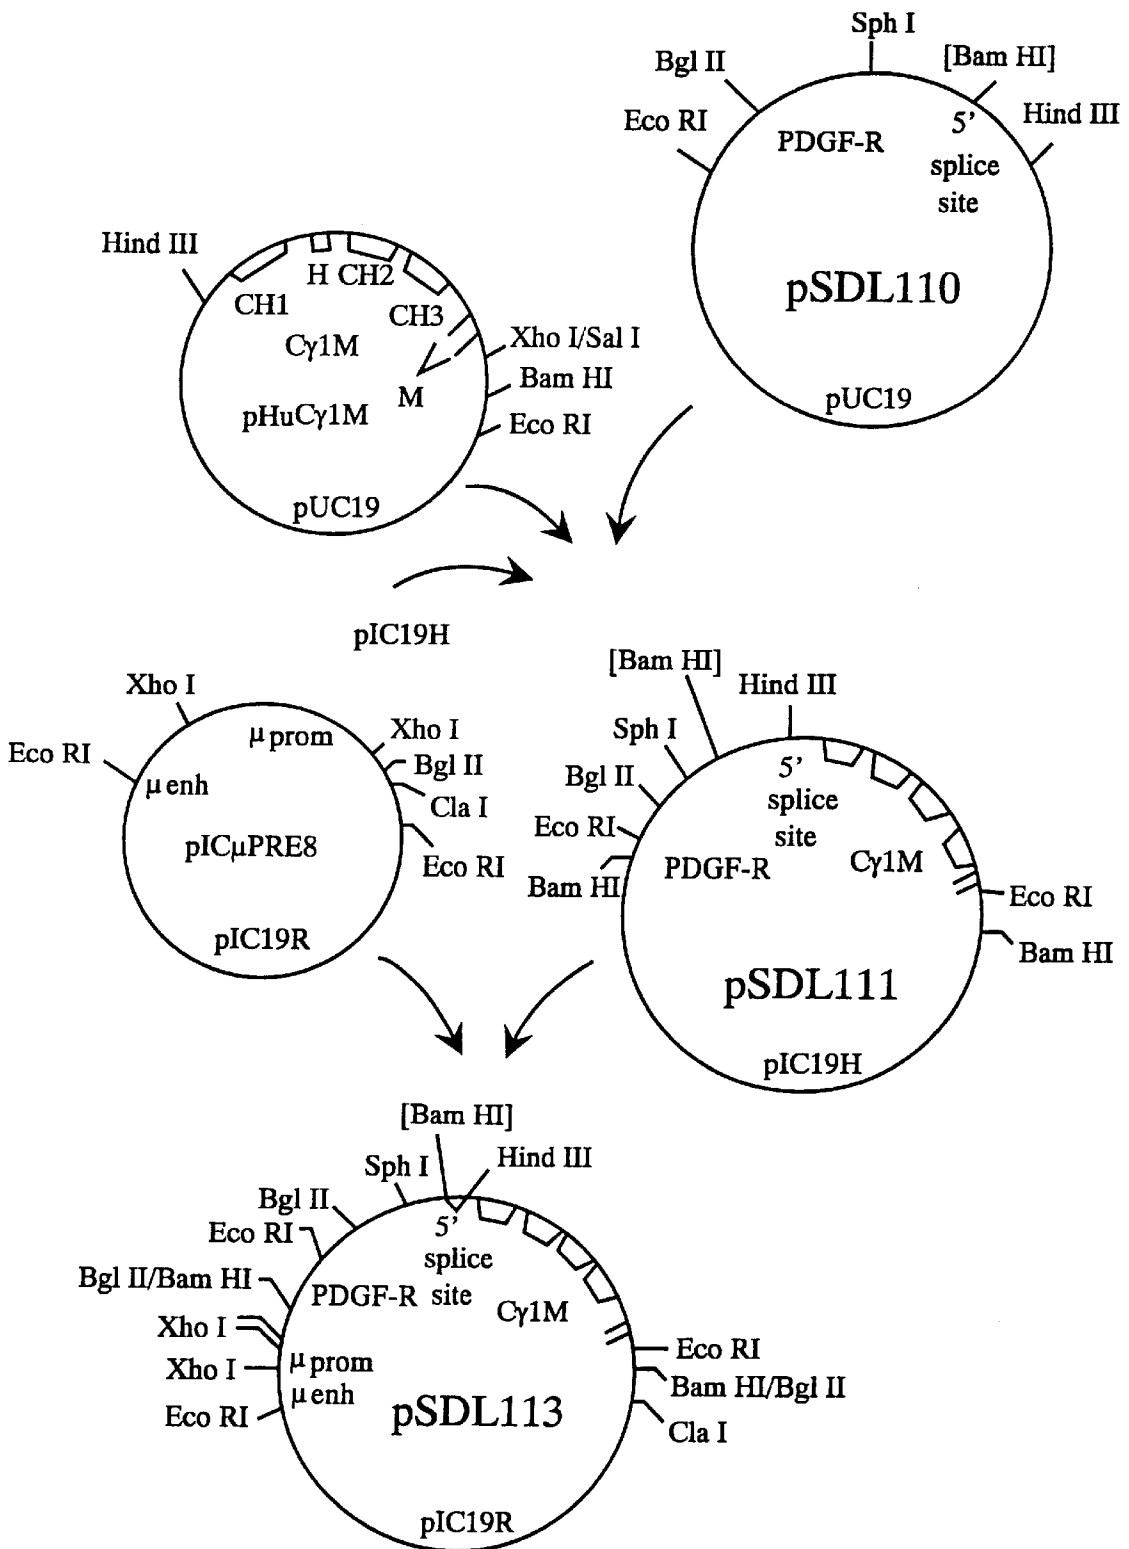 Sph I
[Bam HI]
Bgl II
Hind III
Eco RI
PDGF-R
5'
splice
site
pSDL110
pUC19
Hind III
CH1
H CH2
CH3
Cγ1M
M
pHuCγ1M
Xho I/Sal I
Bam HI
Eco RI
pUC19
pIC19H
Xho I
Eco RI
μ prom
μ enh
Xho I
Bgl II
Cla I
Eco RI
pICμPRE8
pIC19R
[Bam HI]
Hind III
Sph I
Bgl II
Eco RI
Bam HI
5'
splice
site
PDGF-R
Cγ1M
Eco RI
Bam HI
pSDL111
pIC19H
[Bam HI]
Hind III
Sph I
Bgl II
Eco RI
Bgl II/Bam HI
Xho I
Xho I
Eco RI
5'
splice
PDGF-R site
Cγ1M
μ prom
μ enh
Eco RI
Bam HI/Bgl II
Cla I
pSDL113
pIC19R